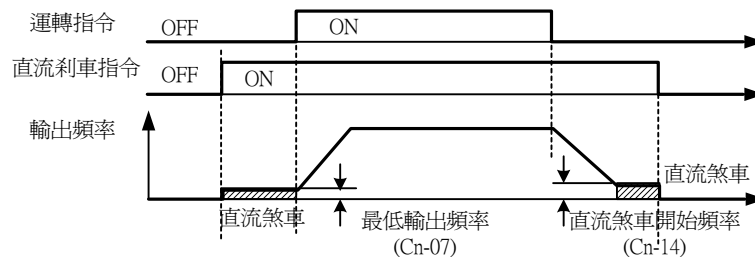 運轉指令 OFF ON
直流刹車指令 OFF ON
輸出頻率
直流煞車
直流煞車 最低輸出頻率 直流煞車開始頻率
(Cn-07) (Cn-14)